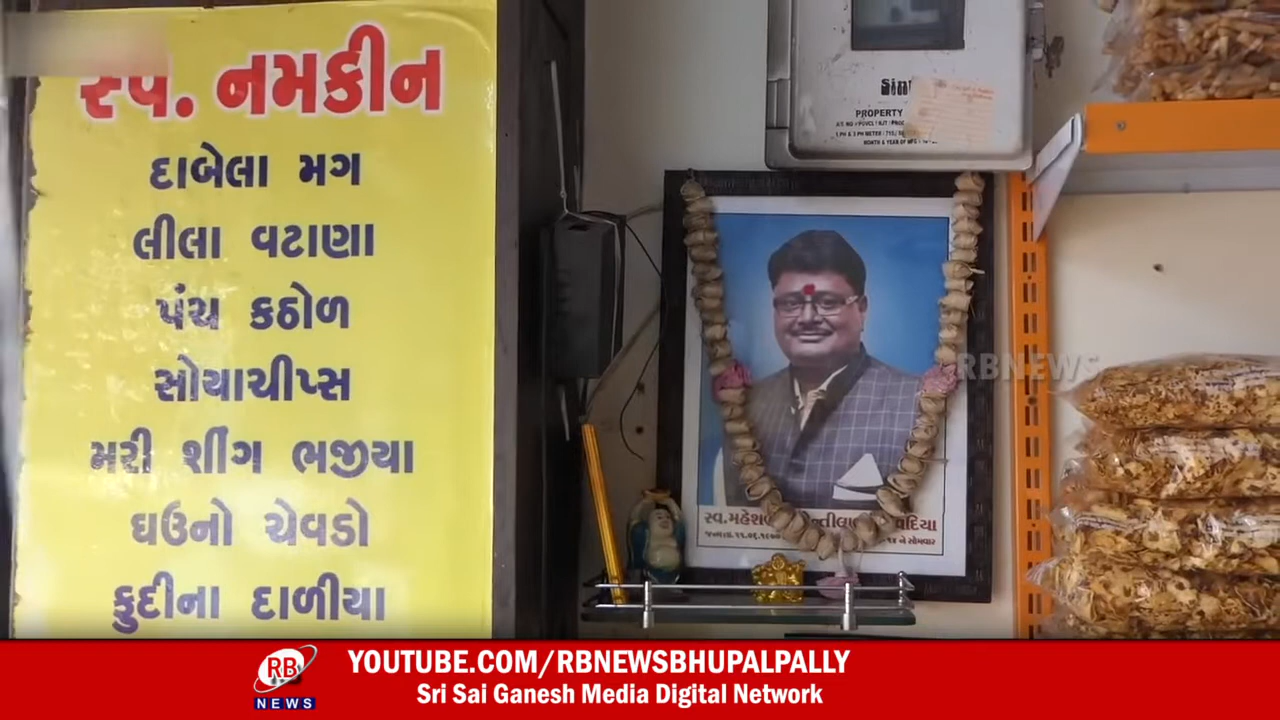 નમકીન
દાબેલા મગ
લીલા વટાણા
પંચ કઠોળ
સોયાચીપ્સ
મરી શીંગ ભજીયા
ઘઉનો ચેવડો
કુદીના દાળીયા
PROPERTY
સ્વ.
RBNEWS
RB
NEWS
YOUTUBE.COM/RBNEWSBHUPALPALLY
Sri Sai Ganesh Media Digital Network